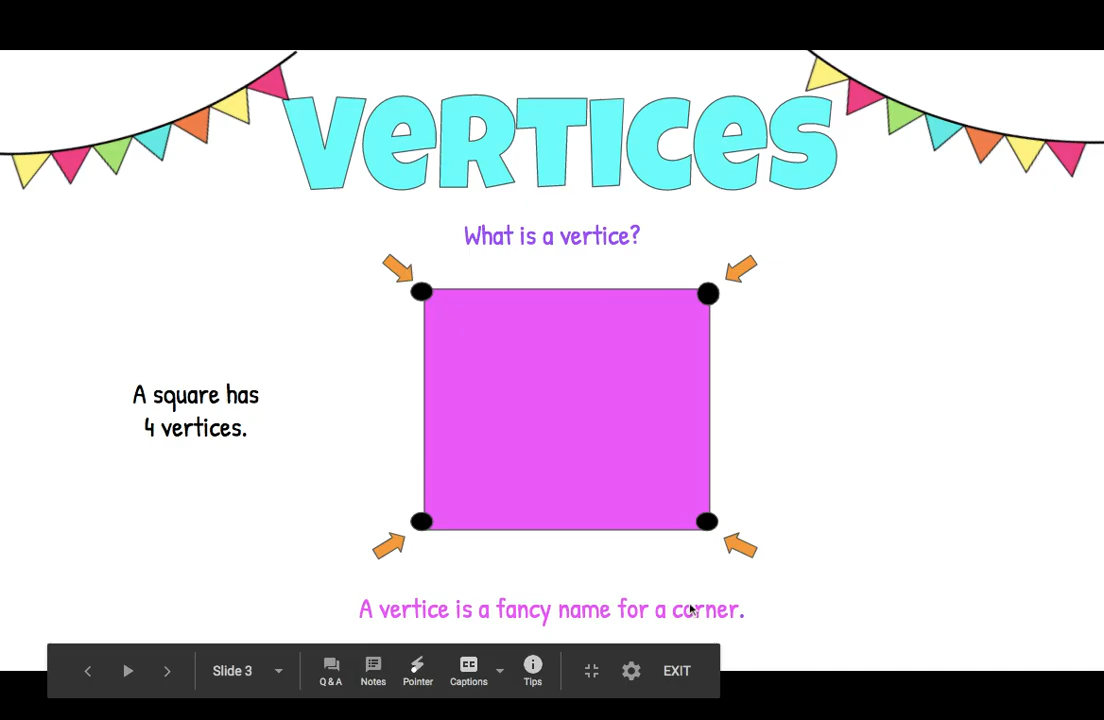 VeRTICeS
What is a vertice?
A square has
4 vertices.
A vertice is a fancy name for a corner.
Slide 3
Q & A
Notes
Pointer
CC
Captions
Tips
EXIT